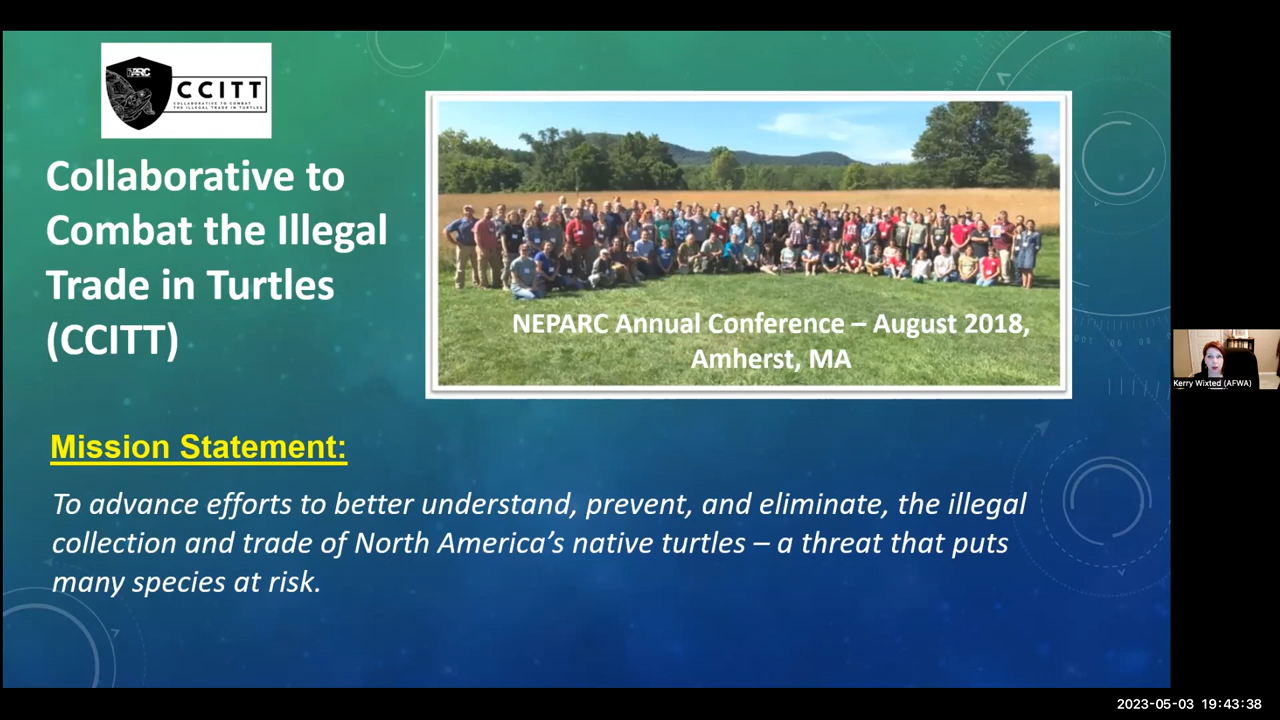 PARC
CCITT
COLLABORATIVE TO COMBAT
THE ILLEGAL TRADE IN TURTLES
Collaborative to
Combat the Illegal
Trade in Turtles
(CCITT)
NEPARC Annual Conference – August 2018,
Amherst, MA
Mission Statement:
To advance efforts to better understand, prevent, and eliminate, the illegal
collection and trade of North America’s native turtles – a threat that puts
many species at risk.
Kerry Wixted (AFWA)
2023-05-03 19:43:38